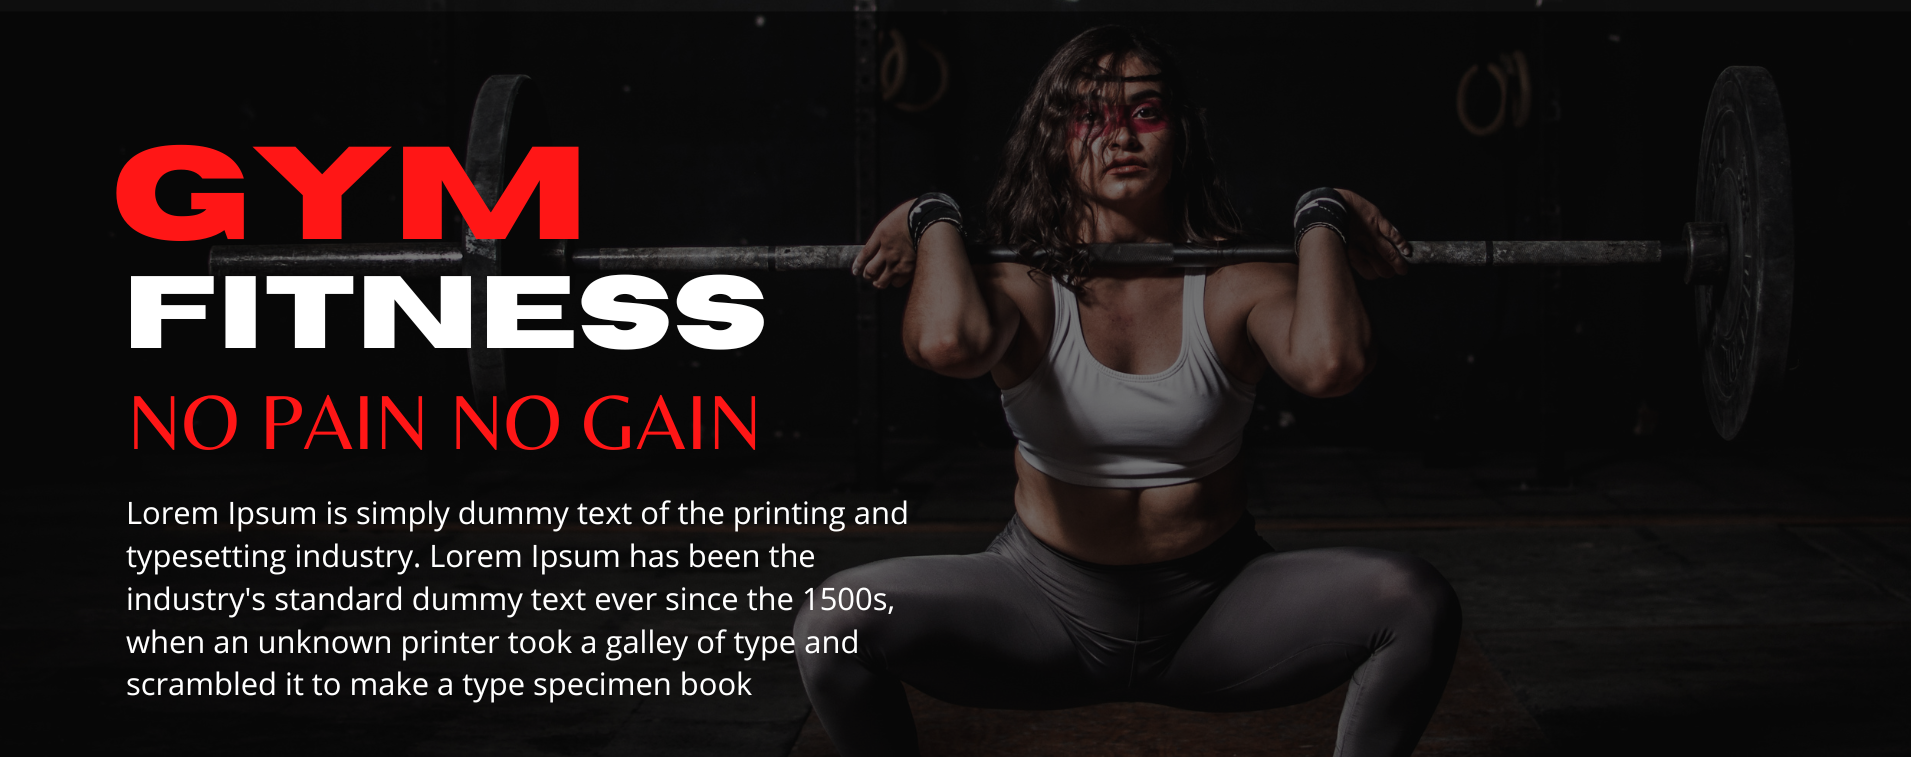 GYM
FITNESS
NO PAIN NO GAIN
Lorem Ipsum is simply dummy text of the printing and
typesetting industry. Lorem Ipsum has been the
industry's standard dummy text ever since the 1500s,
when an unknown printer took a galley of type and
scrambled it to make a type specimen book